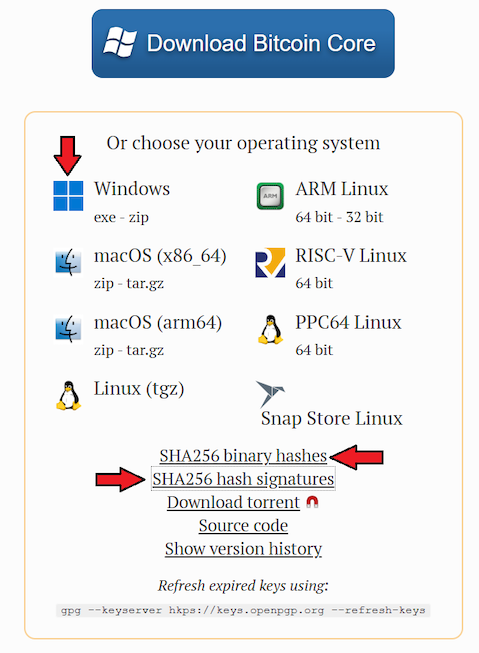 Download Bitcoin Core
Or choose your operating system
Windows
exe - zip
ARM Linux
64 bit - 32 bit
macOS (x86_64)
zip - tar.gz
RISC-V Linux
64 bit
macOS (arm64)
zip - tar.gz
PPC64 Linux
64 bit
Linux (tgz)
Snap Store Linux
SHA256 binary hashes
SHA256 hash signatures
Download torrent
Source code
Show version history
Refresh expired keys using:
gpg --keyserver hkps://keys.openpgp.org --refresh-keys
ARM